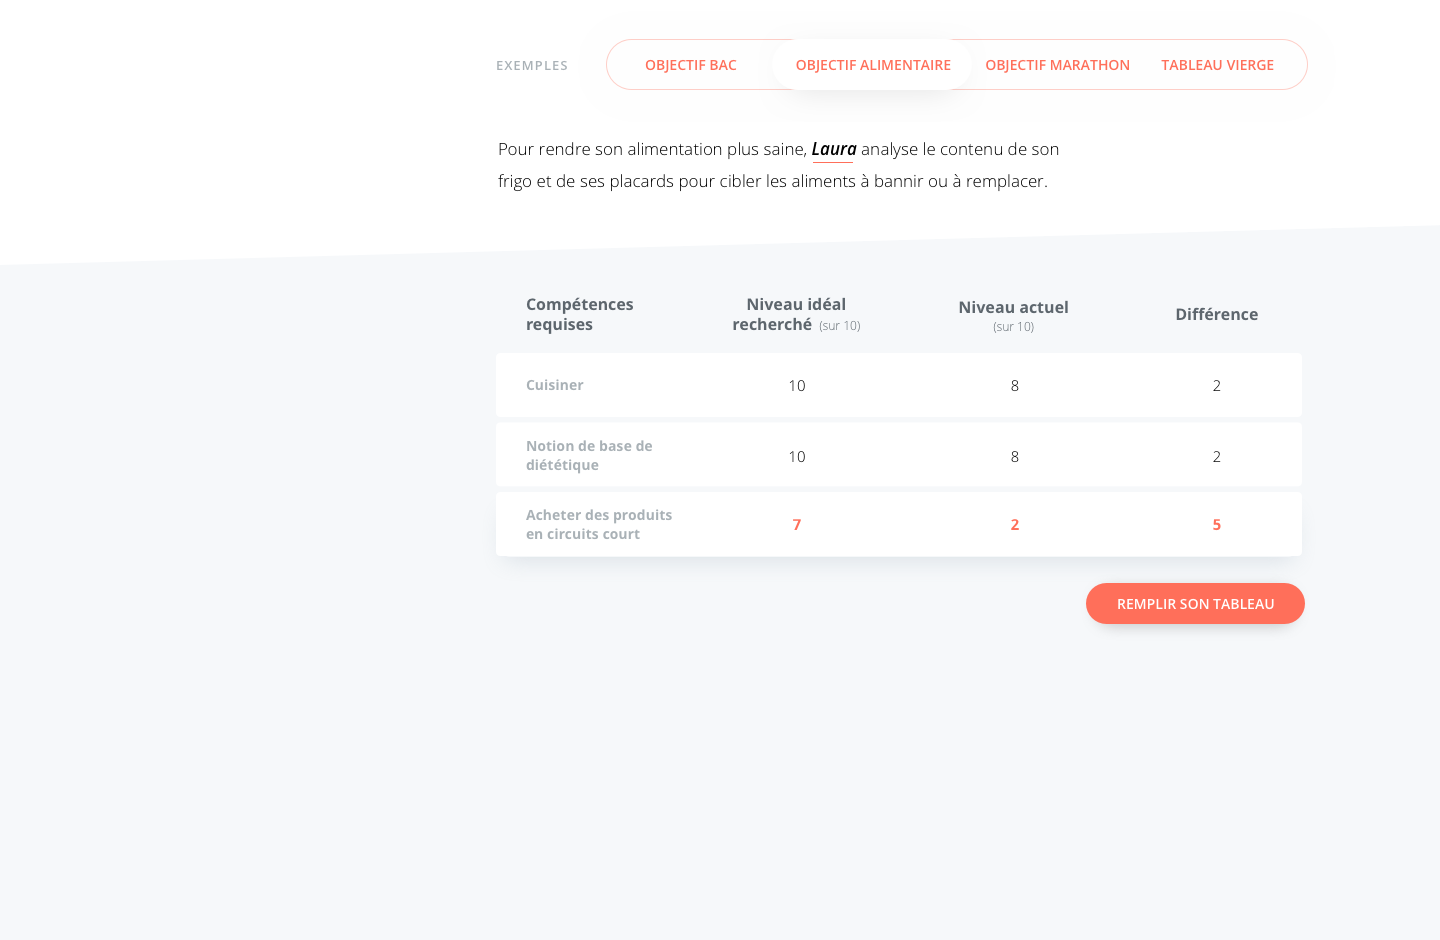 EXEMPLES OBJECTIF BAC OBJECTIF ALIMENTAIRE OBJECTIF MARATHON TABLEAU VIERGE
Pour rendre son alimentation plus saine, Laura analyse le contenu de son
frigo et de ses placards pour cibler les aliments à bannir ou à remplacer.
Compétences
requises
Niveau idéal
recherché (sur 10)
Niveau actuel
(sur 10)
Différence
Cuisiner 10 8 2
Notion de base de
diététique
10 8 2
Acheter des produits
en circuits court
7 2 5
REMPLIR SON TABLEAU